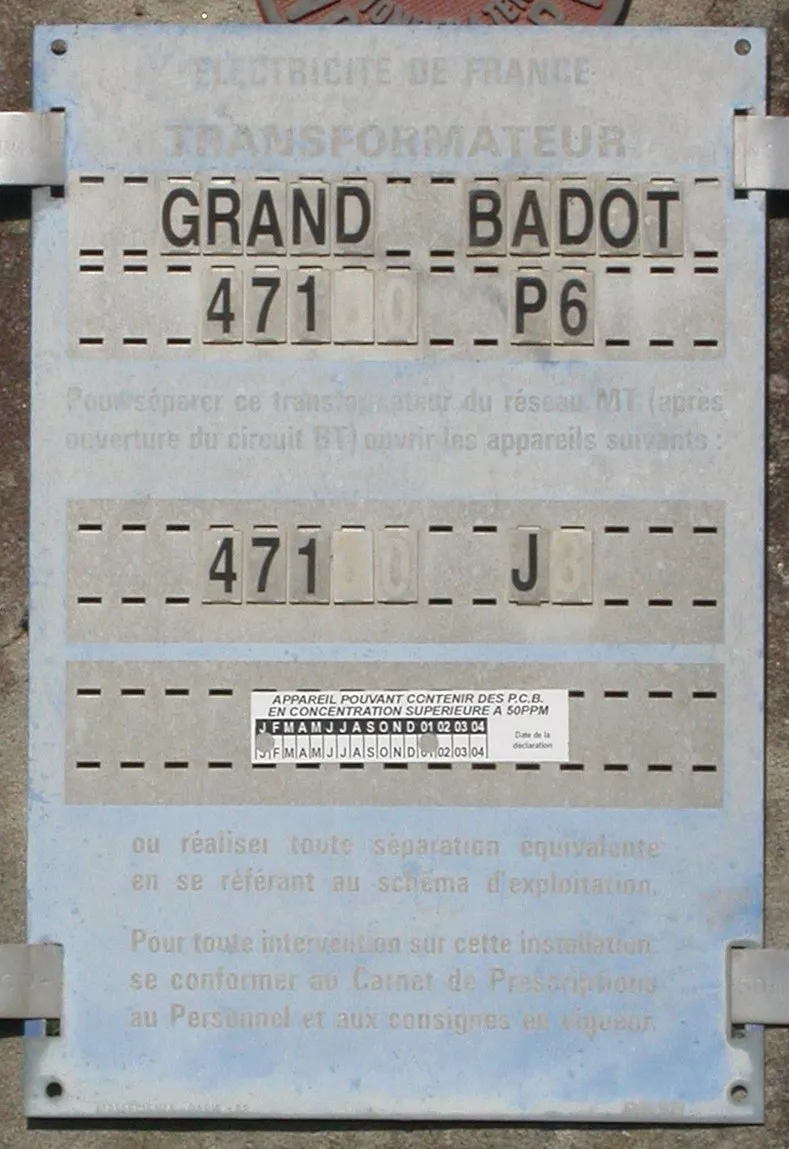 ELECTRICITE DE FRANCE
TRANSFORMATEUR
GRAND BADOT
47180 P6
Pour séparer ce transformateur du réseau MT (après
ouverture du circuit BT) ouvrir les appareils suivants :
471 0 J3
APPAREIL POUVANT CONTENIR DES P.C.B.
EN CONCENTRATION SUPERIEURE A 50PPM
J F M A M J J A S O N D 01 02 03 04
Date de la
déclaration
J F M A M J J A S O N D 01 02 03 04
ou réaliser toute séparation équivalente
en se référant au schéma d'exploitation.
Pour toute intervention sur cette installation
se conformer au Carnet de Prescriptions
au Personnel et aux consignes en vigueur.